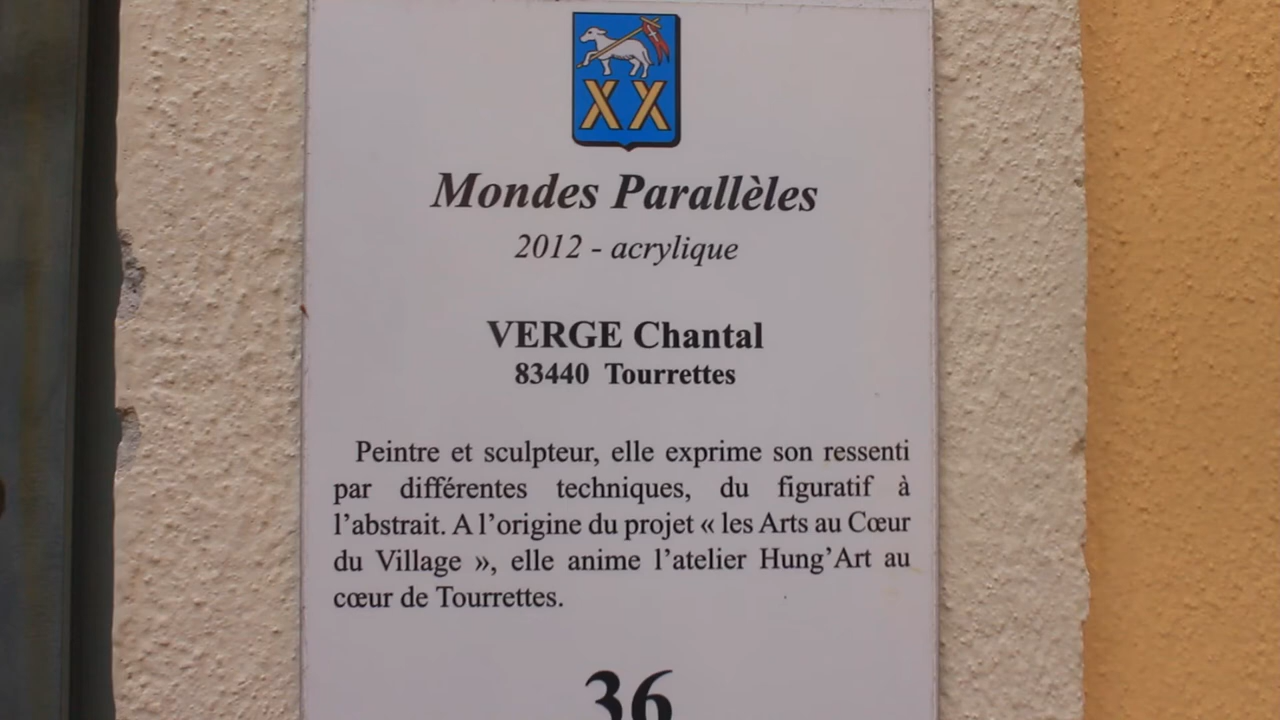 XX
Mondes Parallèles
2012 - acrylique
VERGE Chantal
83440 Tourrettes
Peintre et sculpteur, elle exprime son ressenti
par différentes techniques, du figuratif à
l'abstrait. A l'origine du projet « les Arts au Cœur
du Village », elle anime l'atelier Hung'Art au
cœur de Tourrettes.
36